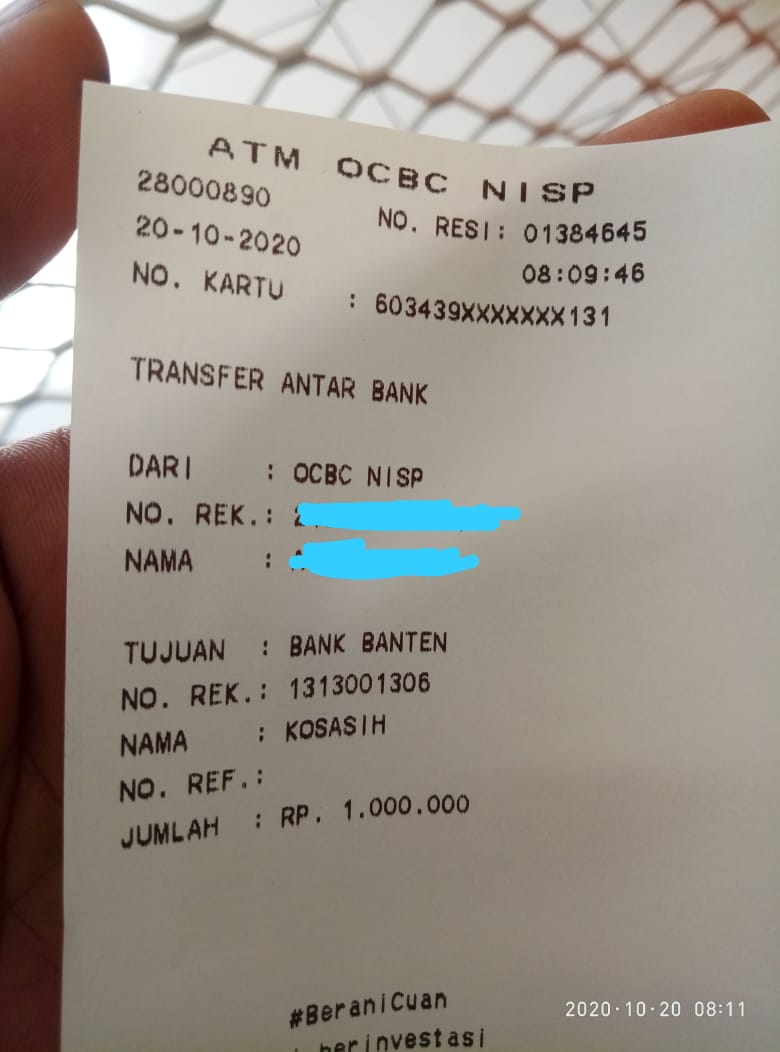 ATM OCBC NISP
28000890 NO. RESI: 01384645
20-10-2020 08:09:46
NO. KARTU : 603439XXXXXXX131
TRANSFER ANTAR BANK
DARI : OCBC NISP
NO. REK.:
NAMA :
TUJUAN : BANK BANTEN
NO. REK.: 1313001306
NAMA : KOSASIH
NO. REF.:
JUMLAH : RP. 1.000.000
#BeraniCuan
berinvestasi
2020·10·20 08:11